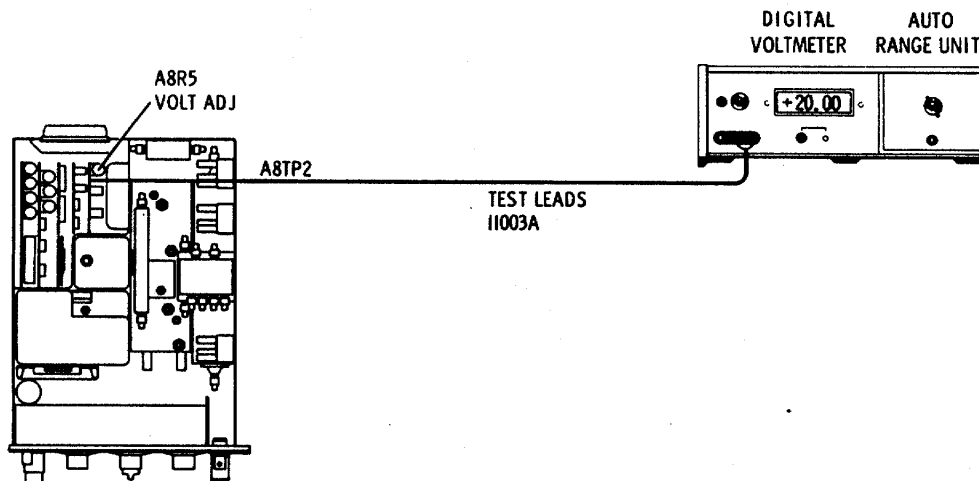 DIGITAL
VOLTMETER
AUTO
RANGE UNIT
A8R5
VOLT ADJ
+20.00
A8TP2
TEST LEADS
11003A